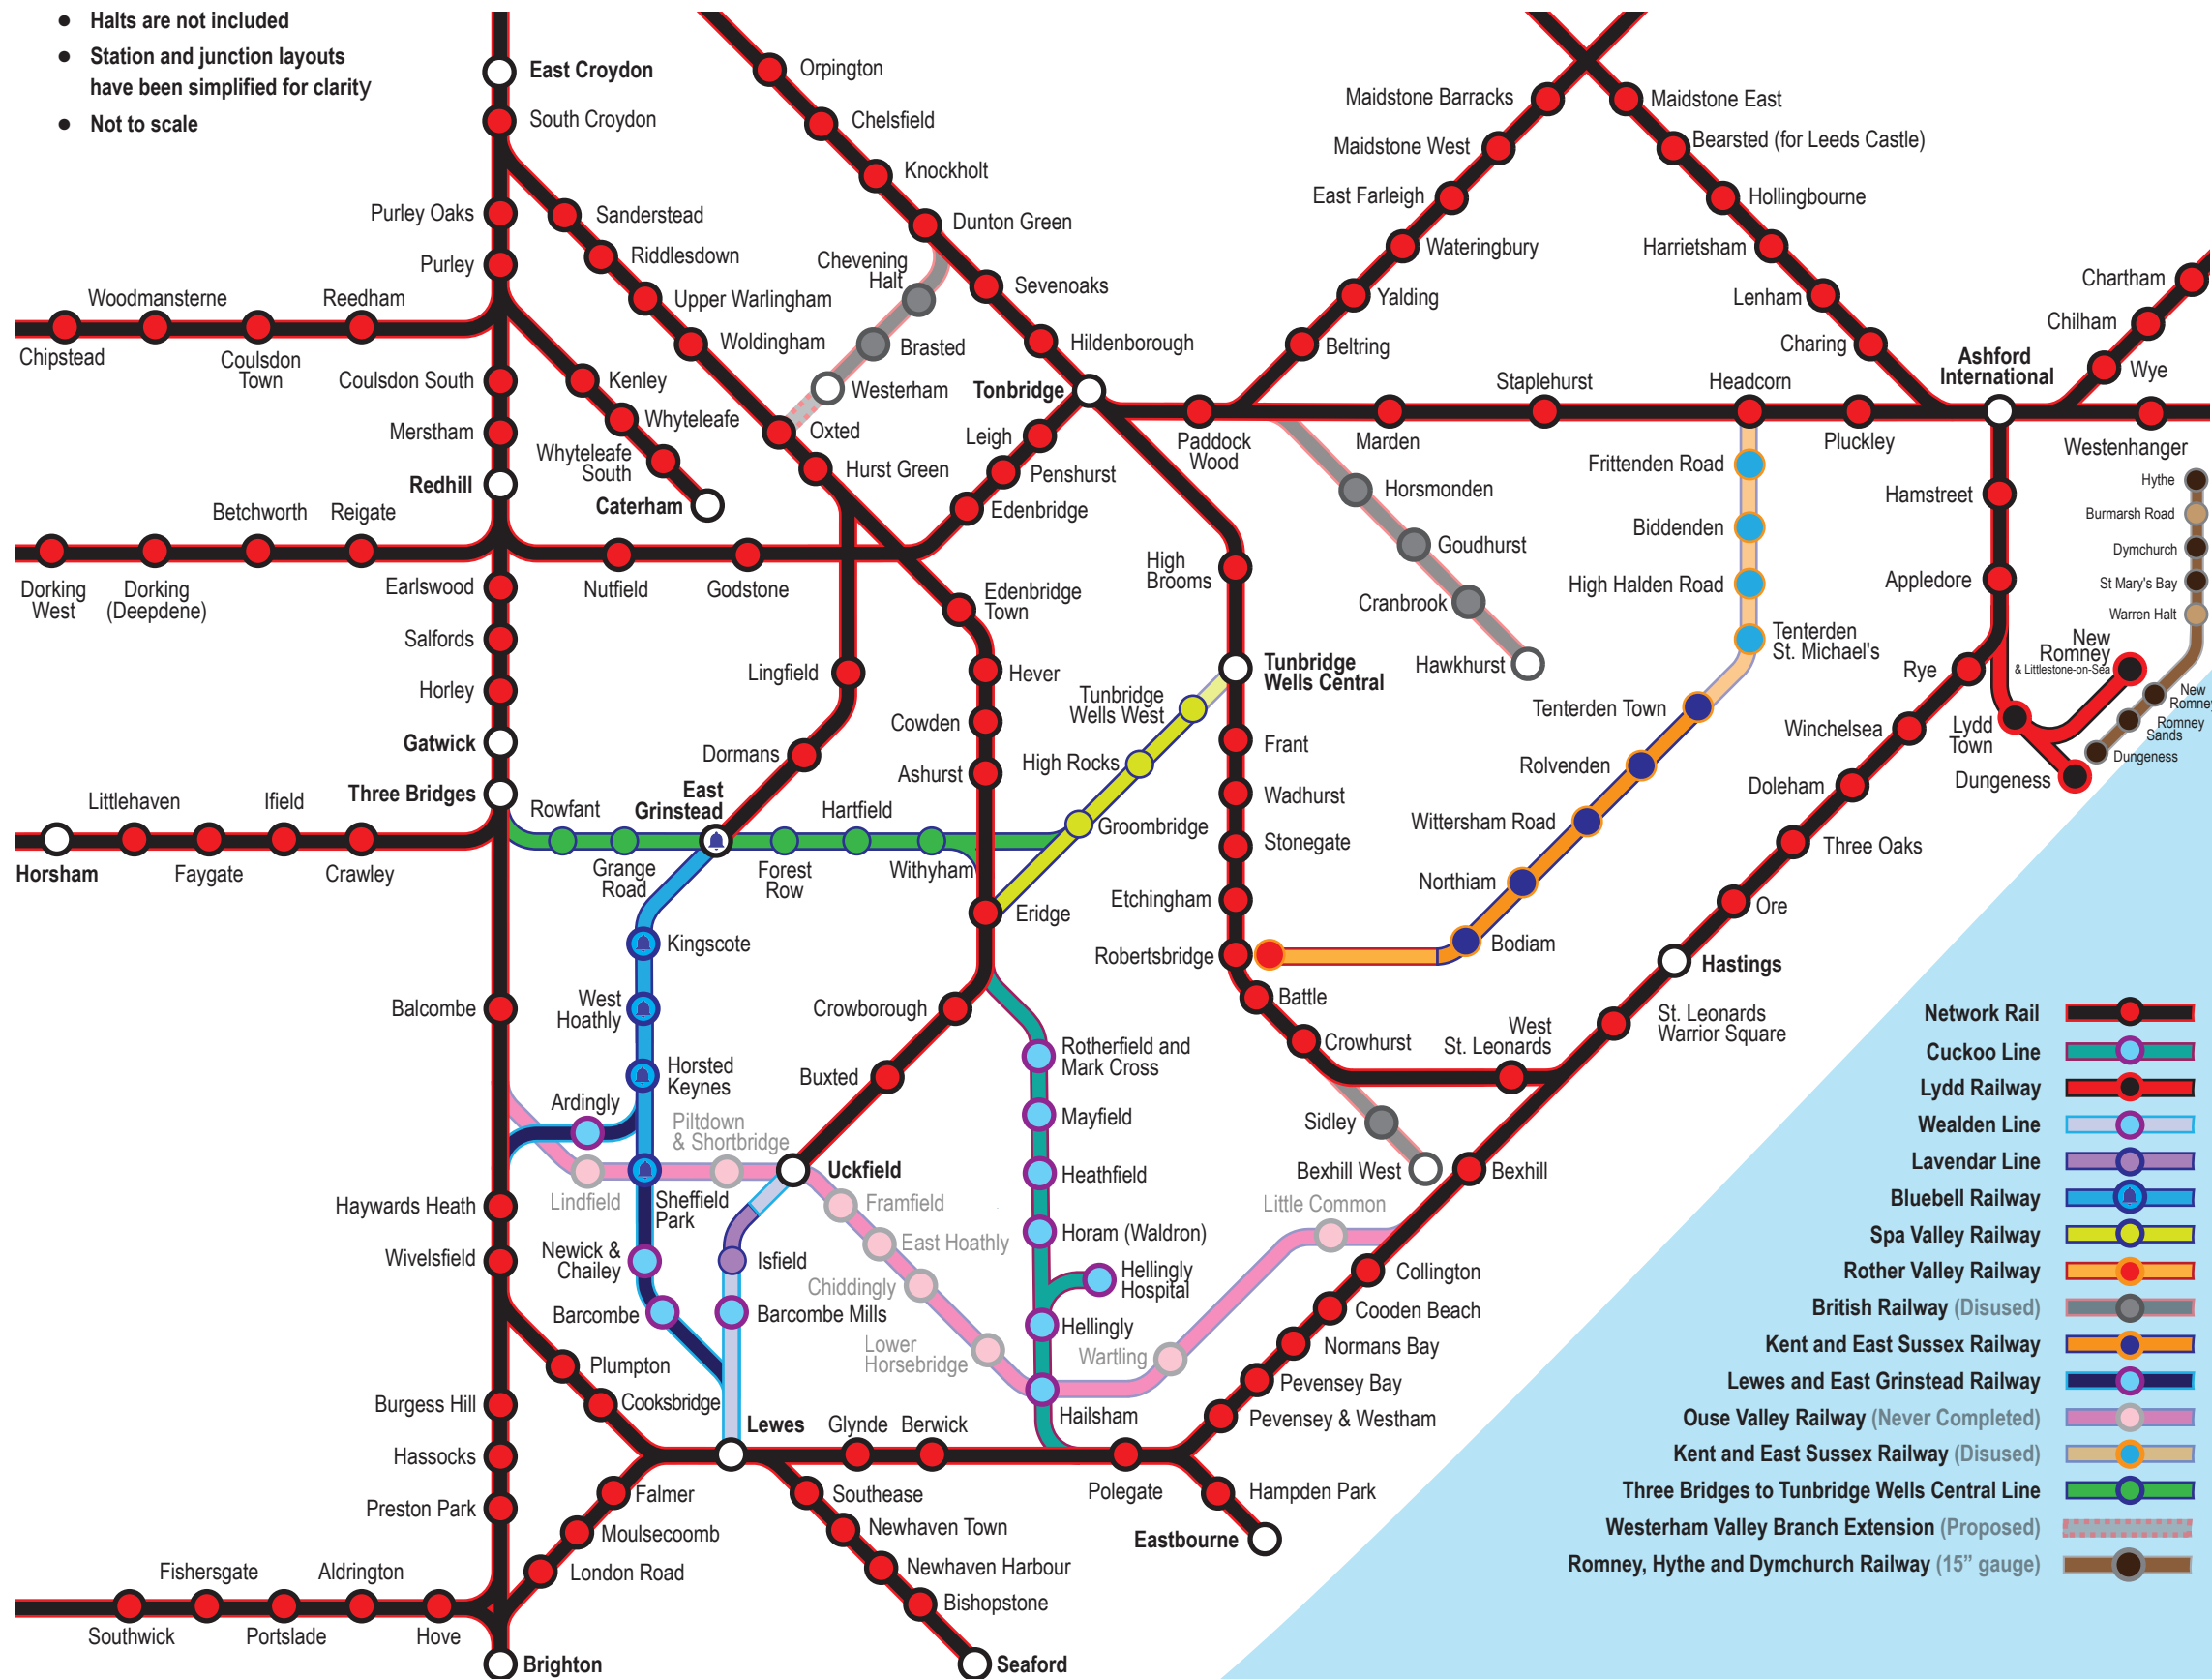 Halts are not included
Station and junction layouts
have been simplified for clarity
Not to scale
East Croydon
South Croydon
Purley Oaks
Purley
Woodmansterne
Reedham
Chipstead
Coulsdon
Town
Coulsdon South
Merstham
Redhill
Betchworth
Reigate
Dorking
West
Dorking
(Deepdene)
Earlswood
Salfords
Horley
Gatwick
Three Bridges
Littlehaven
Ifield
Horsham
Faygate
Crawley
Balcombe
Haywards Heath
Wivelsfield
Burgess Hill
Hassocks
Preston Park
Fishersgate
Aldrington
Southwick
Portslade
Hove
Brighton
Sanderstead
Riddlesdown
Upper Warlingham
Woldingham
Kenley
Whyteleafe
Whyteleafe
South
Caterham
Oxted
Hurst Green
Nutfield
Godstone
Orpington
Chelsfield
Knockholt
Dunton Green
Chevening
Halt
Brasted
Westerham
Sevenoaks
Hildenborough
Tonbridge
Leigh
Penshurst
Edenbridge
Edenbridge
Town
Hever
Cowden
Ashurst
Lingfield
Dormans
East
Grinstead
Rowfant
Grange
Road
Forest
Row
Hartfield
Withyham
Groombridge
High Rocks
Tunbridge
Wells West
Eridge
Kingscote
West
Hoathly
Horsted
Keynes
Ardingly
Piltdown
& Shortbridge
Lindfield
Sheffield
Park
Newick &
Chailey
Barcombe
Crowborough
Buxted
Uckfield
Isfield
Barcombe Mills
Framfield
East Hoathly
Chiddingly
Lower
Horsebridge
Plumpton
Cooksbridge
Lewes
Glynde
Berwick
Falmer
Moulsecoomb
London Road
Southease
Newhaven Town
Newhaven Harbour
Bishopstone
Seaford
Rotherfield and
Mark Cross
Mayfield
Heathfield
Horam (Waldron)
Hellingly
Hospital
Hellingly
Wartling
Hailsham
Polegate
Hampden Park
Eastbourne
Little Common
Maidstone Barracks
Maidstone West
East Farleigh
Wateringbury
Yalding
Beltring
Maidstone East
Bearsted (for Leeds Castle)
Hollingbourne
Harrietsham
Lenham
Charing
Chartham
Chilham
Wye
Ashford
International
Westenhanger
Paddock
Wood
Marden
Staplehurst
Headcorn
Pluckley
Horsmonden
Goudhurst
Cranbrook
Hawkhurst
Frittenden Road
Biddenden
High Halden Road
Tenterden
St. Michael's
Tenterden Town
Rolvenden
Wittersham Road
Northiam
Bodiam
High
Brooms
Tunbridge
Wells Central
Frant
Wadhurst
Stonegate
Etchingham
Robertsbridge
Battle
Crowhurst
West
St. Leonards
Sidley
Bexhill West
Bexhill
Collington
Cooden Beach
Normans Bay
Pevensey Bay
Pevensey & Westham
St. Leonards
Warrior Square
Hastings
Ore
Three Oaks
Doleham
Winchelsea
Rye
Appledore
Hamstreet
Lydd
Town
Dungeness
New
Romney
& Littlestone-on-Sea
Hythe
Burmarsh Road
Dymchurch
St Mary's Bay
Warren Halt
New
Romney
Romney
Sands
Dungeness
Network Rail
Cuckoo Line
Lydd Railway
Wealden Line
Lavendar Line
Bluebell Railway
Spa Valley Railway
Rother Valley Railway
British Railway (Disused)
Kent and East Sussex Railway
Lewes and East Grinstead Railway
Ouse Valley Railway (Never Completed)
Kent and East Sussex Railway (Disused)
Three Bridges to Tunbridge Wells Central Line
Westerham Valley Branch Extension (Proposed)
Romney, Hythe and Dymchurch Railway (15” gauge)